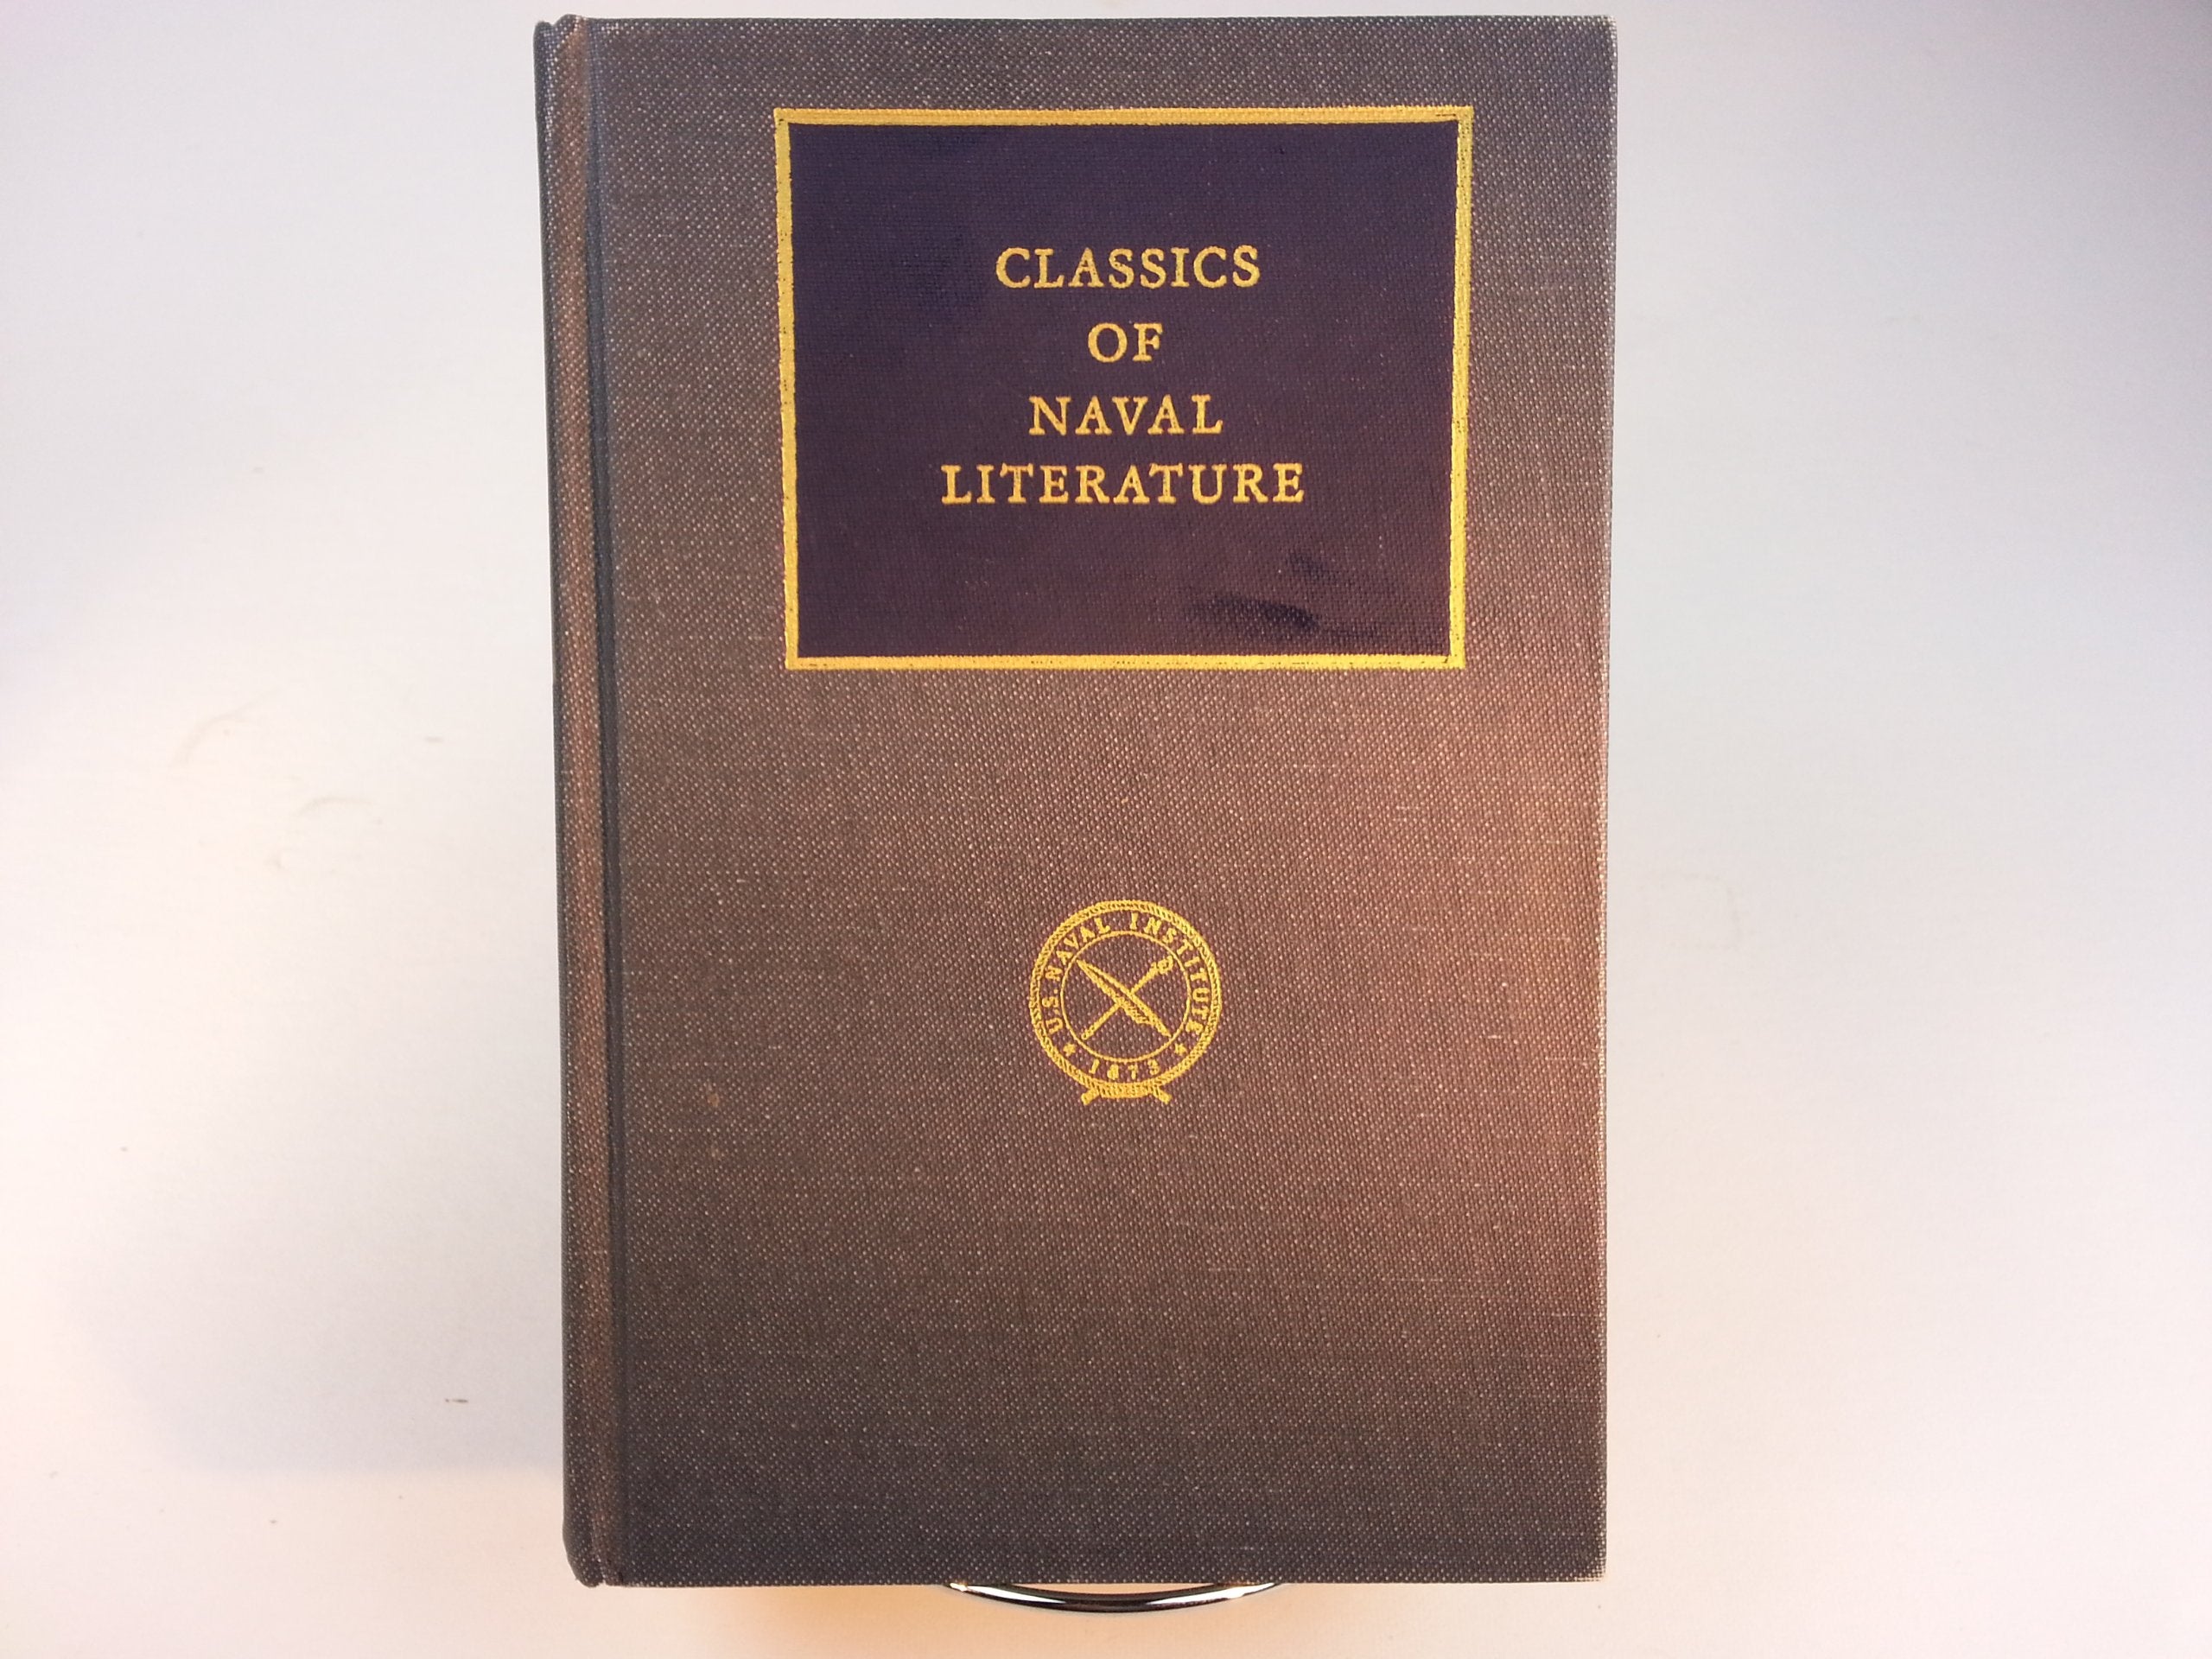 CLASSICS
OF
NAVAL
LITERATURE
U.S. NAVAL INSTITUTE
1873